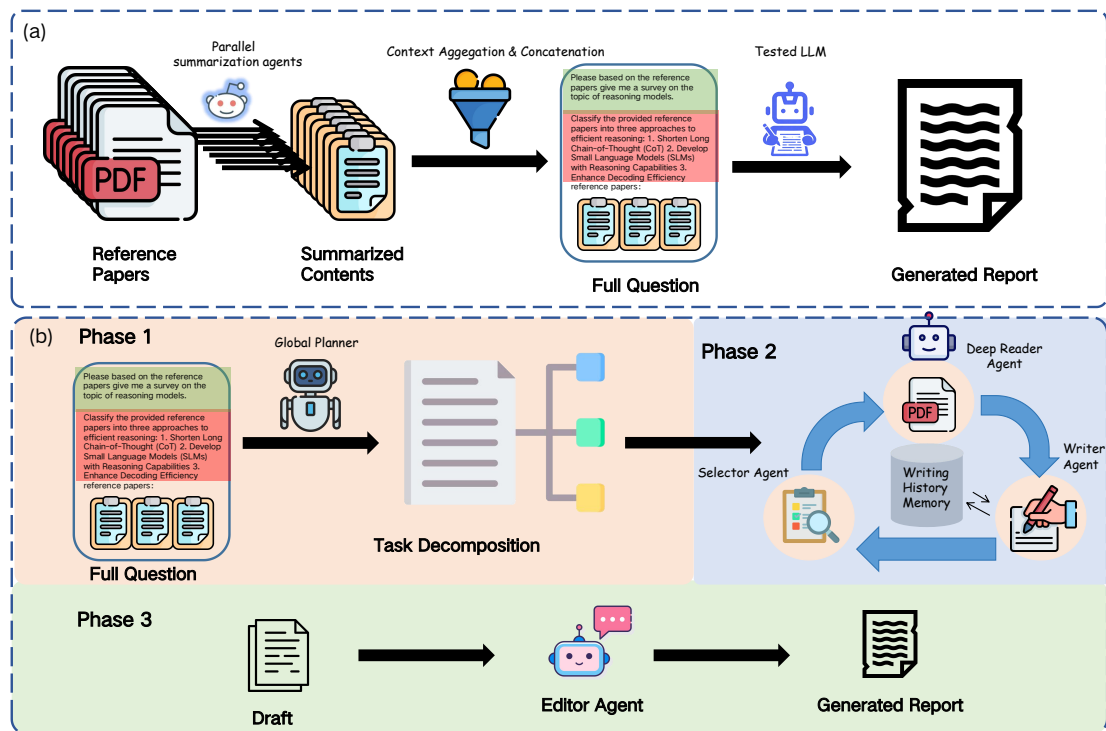 (a)
Parallel
summarization agents
Context Aggegation & Concatenation
Tested LLM
PDF
Please based on the reference
papers give me a survey on the
topic of reasoning models.
Classify the provided reference
papers into three approaches to
efficient reasoning: 1. Shorten Long
Chain-of-Thought (CoT) 2. Develop
Small Language Models (SLMs)
with Reasoning Capabilities 3.
Enhance Decoding Efficiency
reference papers:
Reference
Papers
Summarized
Contents
Full Question
Generated Report
(b)
Phase 1
Global Planner
Please based on the reference
papers give me a survey on the
topic of reasoning models.
Classify the provided reference
papers into three approaches to
efficient reasoning: 1. Shorten Long
Chain-of-Thought (CoT) 2. Develop
Small Language Models (SLMs)
with Reasoning Capabilities 3.
Enhance Decoding Efficiency
reference papers:
Full Question
Task Decomposition
Phase 2
Deep Reader
Agent
PDF
Selector Agent
Writing
History
Memory
Writer
Agent
Phase 3
Draft
Editor Agent
Generated Report